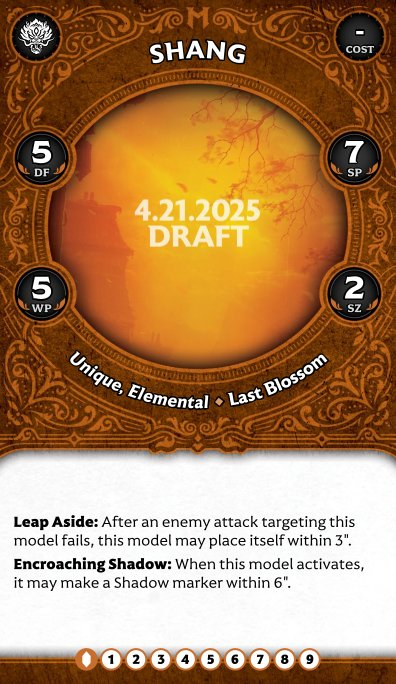 -
COST
SHANG
5
DF
7
SP
4.21.2025
DRAFT
5
WP
2
SZ
Unique, Elemental ◆ Last Blossom
Leap Aside: After an enemy attack targeting this
model fails, this model may place itself within 3".
Encroaching Shadow: When this model activates,
it may make a Shadow marker within 6".
1 2 3 4 5 6 7 8 9